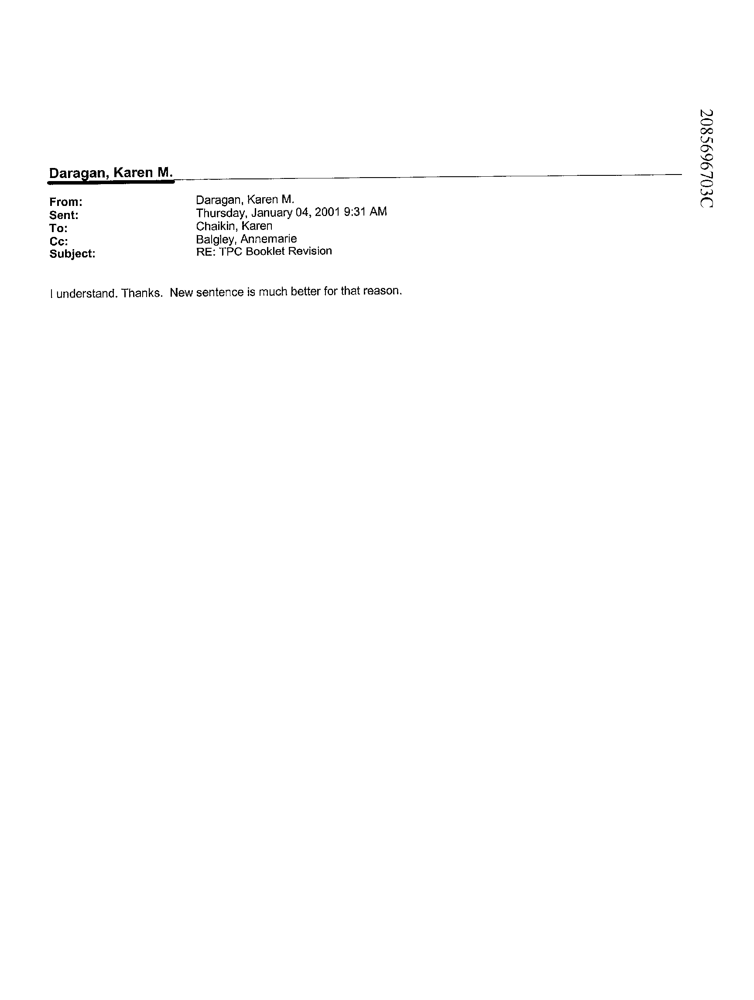 2085696703C
Daragan, Karen M.
From: Daragan, Karen M.
Sent: Thursday, January 04, 2001 9:31 AM
To: Chaikin, Karen
Cc: Balgley, Annemarie
Subject: RE: TPC Booklet Revision
I understand. Thanks. New sentence is much better for that reason.